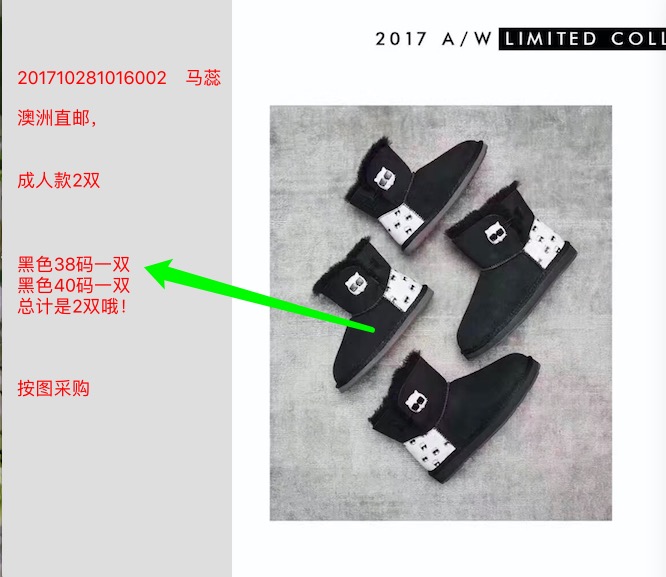 2017 A/W LIMITED COLL
201710281016002 马蕊
澳洲直邮,
成人款2双
黑色38码一双
黑色40码一双
总计是2双哦!
按图采购